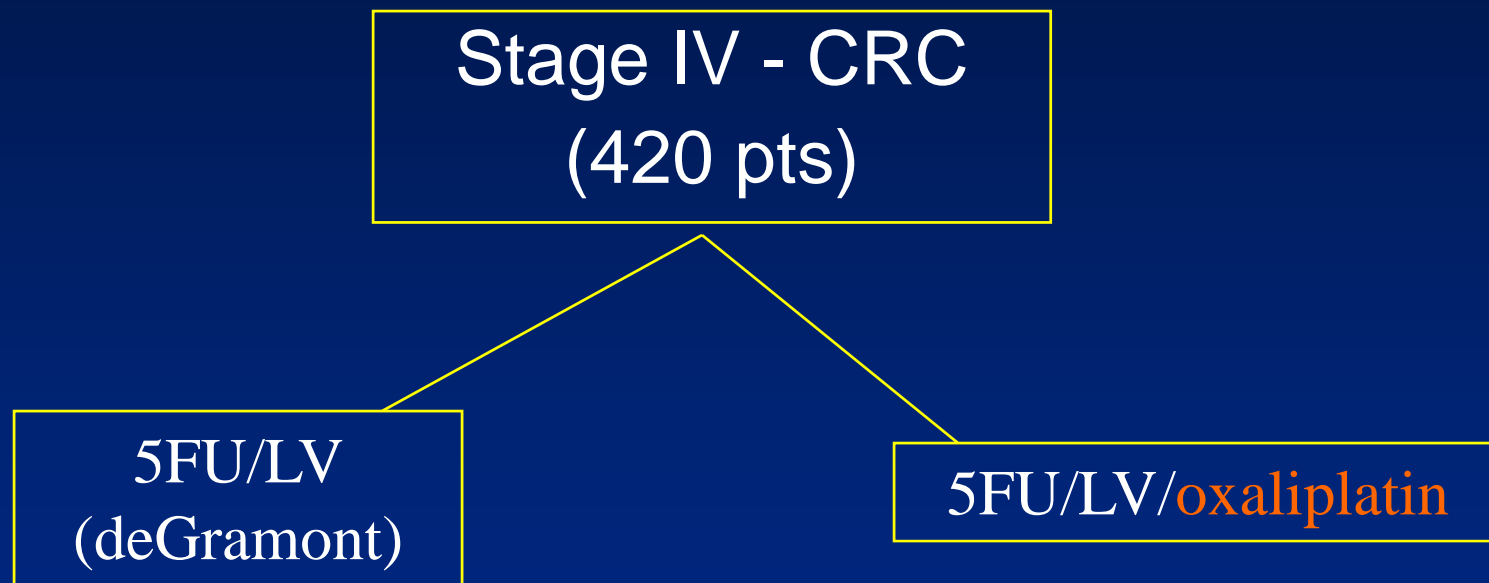 Stage IV - CRC
(420 pts)
5FU/LV
(deGramont)
5FU/LV/oxaliplatin